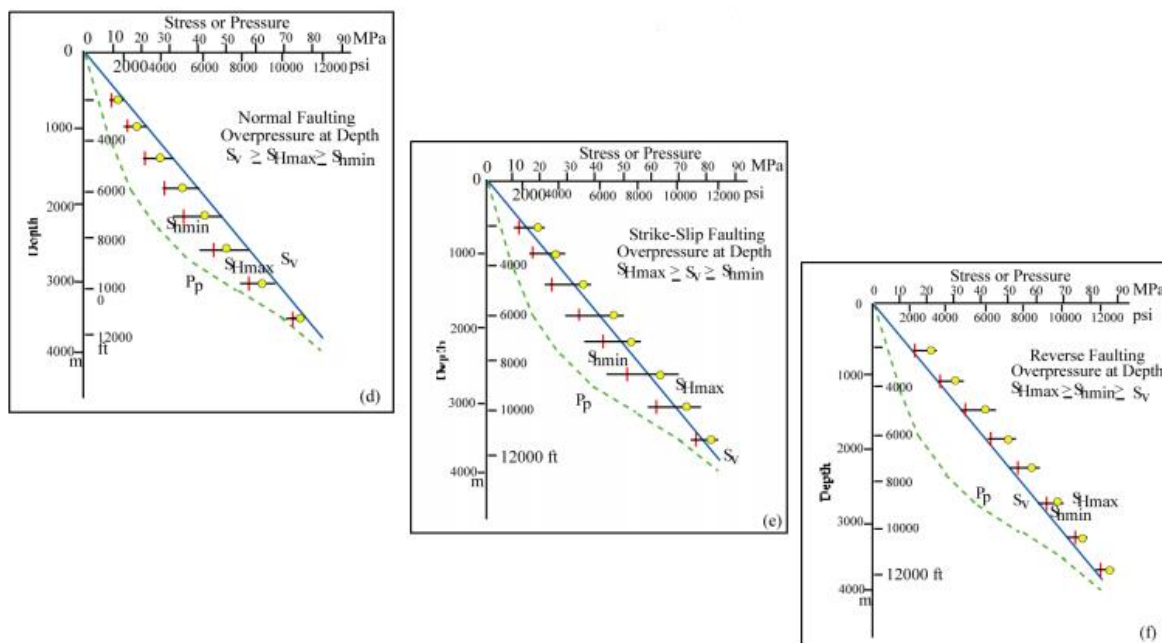 Stress or Pressure
0 10 20 30 40 50 60 70 80 90 MPa
2000 4000 6000 8000 10000 12000 psi
0
1000
2000
3000
4000
m
4000
6000
8000
1000
0
12000
ft
Depth
Normal Faulting
Overpressure at Depth
Sv ≥ SHmax ≥ Shmin
Shmin
SHmax
Sv
Pp
(d)
Stress or Pressure
0 10 20 30 40 50 60 70 80 90 MPa
2000 4000 6000 8000 10000 12000 psi
0
1000
2000
3000
4000
m
4000
6000
8000
10000
12000 ft
Depth
Strike-Slip Faulting
Overpressure at Depth
SHmax ≥ Sv ≥ Shmin
Shmin
SHmax
Pp
Sv
(e)
Stress or Pressure
0 10 20 30 40 50 60 70 80 90 MPa
2000 4000 6000 8000 10000 12000 psi
0
1000
2000
3000
4000
m
4000
6000
8000
10000
12000 ft
Depth
Reverse Faulting
Overpressure at Depth
SHmax ≥ Shmin ≥ Sv
Pp
Sv
SHmax
Shmin
(f)